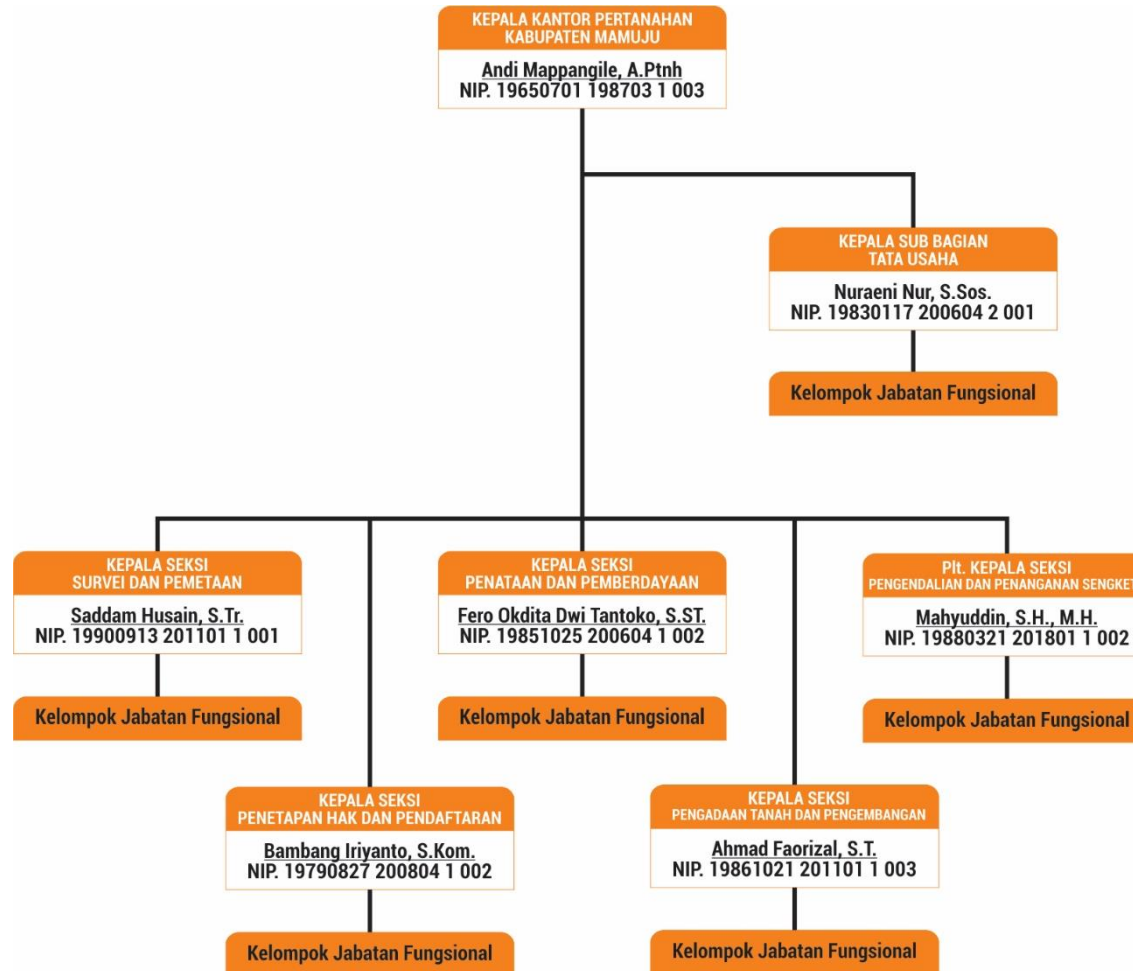 KEPALA KANTOR PERTANAHAN
KABUPATEN MAMUJU
Andi Mappangile, A.Ptnh
NIP. 19650701 198703 1 003
KEPALA SUB BAGIAN
TATA USAHA
Nuraeni Nur, S.Sos.
NIP. 19830117 200604 2 001
Kelompok Jabatan Fungsional
KEPALA SEKSI
SURVEI DAN PEMETAAN
Saddam Husain, S.Tr.
NIP. 19900913 201101 1 001
Kelompok Jabatan Fungsional
KEPALA SEKSI
PENATAAN DAN PEMBERDAYAAN
Fero Okdita Dwi Tantoko, S.ST.
NIP. 19851025 200604 1 002
Kelompok Jabatan Fungsional
Plt. KEPALA SEKSI
PENGENDALIAN DAN PENANGANAN SENGKET
Mahyuddin, S.H., M.H.
NIP. 19880321 201801 1 002
Kelompok Jabatan Fungsional
KEPALA SEKSI
PENETAPAN HAK DAN PENDAFTARAN
Bambang Iriyanto, S.Kom.
NIP. 19790827 200804 1 002
Kelompok Jabatan Fungsional
KEPALA SEKSI
PENGADAAN TANAH DAN PENGEMBANGAN
Ahmad Faorizal, S.T.
NIP. 19861021 201101 1 003
Kelompok Jabatan Fungsional